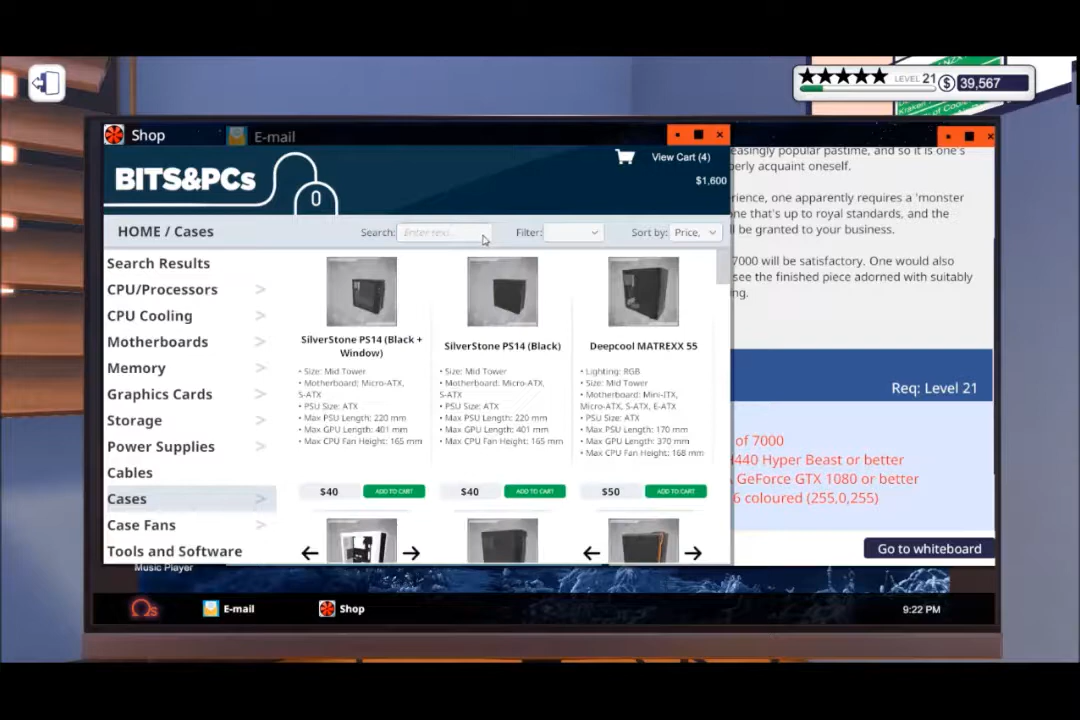 LEVEL 21 $ 39,567
Shop
E-mail
BITS&PCs
View Cart (4)
$1,600
HOME / Cases
Search: Enter text...
Filter:
Sort by: Price,
Search Results
CPU/Processors >
CPU Cooling >
Motherboards >
Memory >
Graphics Cards >
Storage >
Power Supplies >
Cables
Cases >
Case Fans >
Tools and Software
SilverStone PS14 (Black +
Window)
• Size: Mid Tower
• Motherboard: Micro-ATX,
S-ATX
• PSU Size: ATX
• Max PSU Length: 220 mm
• Max GPU Length: 401 mm
• Max CPU Fan Height: 165 mm
$40 ADD TO CART
SilverStone PS14 (Black)
• Size: Mid Tower
• Motherboard: Micro-ATX,
S-ATX
• PSU Size: ATX
• Max PSU Length: 220 mm
• Max GPU Length: 401 mm
• Max CPU Fan Height: 165 mm
$40 ADD TO CART
Deepcool MATREXX 55
• Lighting: RGB
• Size: Mid Tower
• Motherboard: Mini-ITX,
Micro-ATX, S-ATX, E-ATX
• PSU Size: ATX
• Max PSU Length: 170 mm
• Max GPU Length: 370 mm
• Max CPU Fan Height: 168 mm
$50 ADD TO CART
easingly popular pastime, and so it is one's
perly acquaint oneself.
rience, one apparently requires a 'monster
ne that's up to royal standards, and the
ll be granted to your business.
7000 will be satisfactory. One would also
see the finished piece adorned with suitably
ng.
Req: Level 21
of 7000
H440 Hyper Beast or better
GeForce GTX 1080 or better
6 coloured (255,0,255)
Go to whiteboard
Music Player
E-mail
Shop
9:22 PM